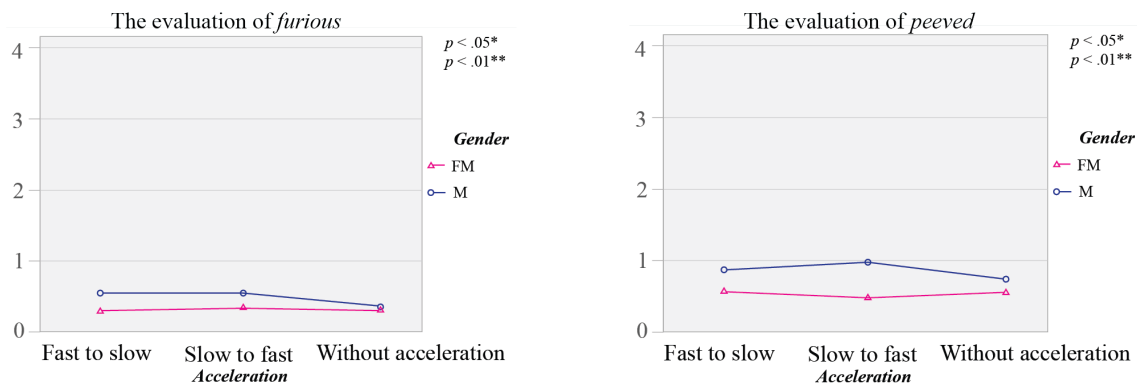 The evaluation of furious
p < .05*
p < .01**
4
3
2
1
0
Gender
FM
M
Fast to slow
Slow to fast
Without acceleration
Acceleration
The evaluation of peeved
p < .05*
p < .01**
4
3
2
1
0
Gender
FM
M
Fast to slow
Slow to fast
Without acceleration
Acceleration